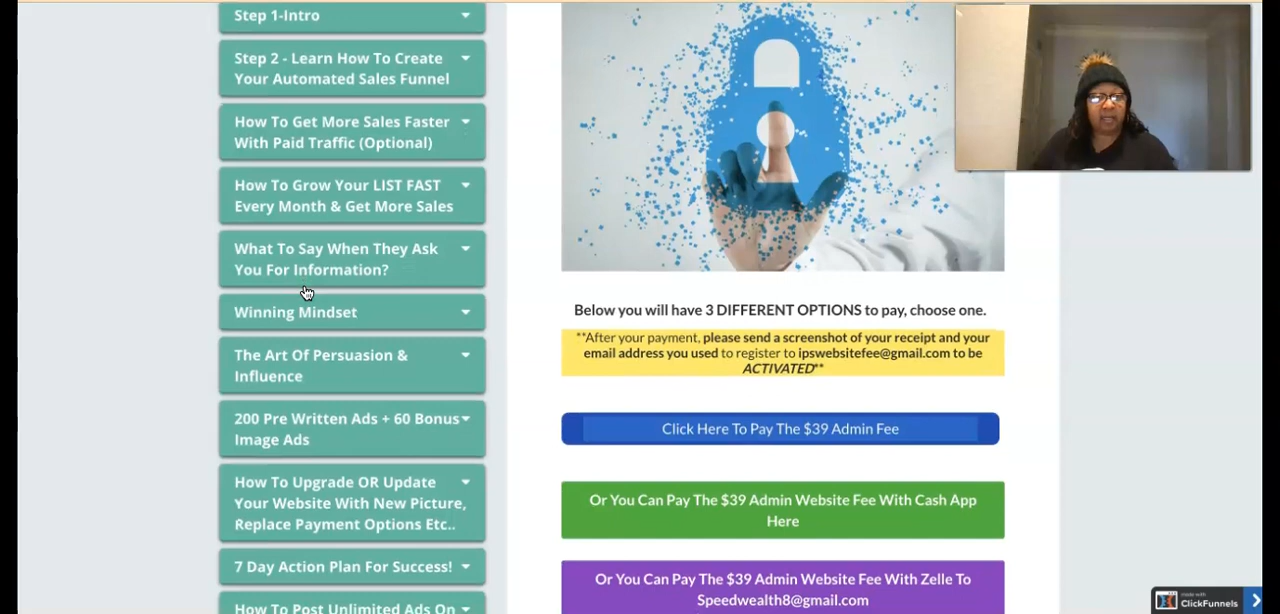 Step 1-Intro
Step 2 - Learn How To Create
Your Automated Sales Funnel
How To Get More Sales Faster
With Paid Traffic (Optional)
How To Grow Your LIST FAST
Every Month & Get More Sales
What To Say When They Ask
You For Information?
Winning Mindset
The Art Of Persuasion &
Influence
200 Pre Written Ads + 60 Bonus
Image Ads
How To Upgrade OR Update
Your Website With New Picture,
Replace Payment Options Etc..
7 Day Action Plan For Success!
How To Post Unlimited Ads On
Below you will have 3 DIFFERENT OPTIONS to pay, choose one.
**After your payment, please send a screenshot of your receipt and your
email address you used to register to ipswebsitefee@gmail.com to be
ACTIVATED**
Click Here To Pay The $39 Admin Fee
Or You Can Pay The $39 Admin Website Fee With Cash App
Here
Or You Can Pay The $39 Admin Website Fee With Zelle To
Speedwealth8@gmail.com
made with
ClickFunnels